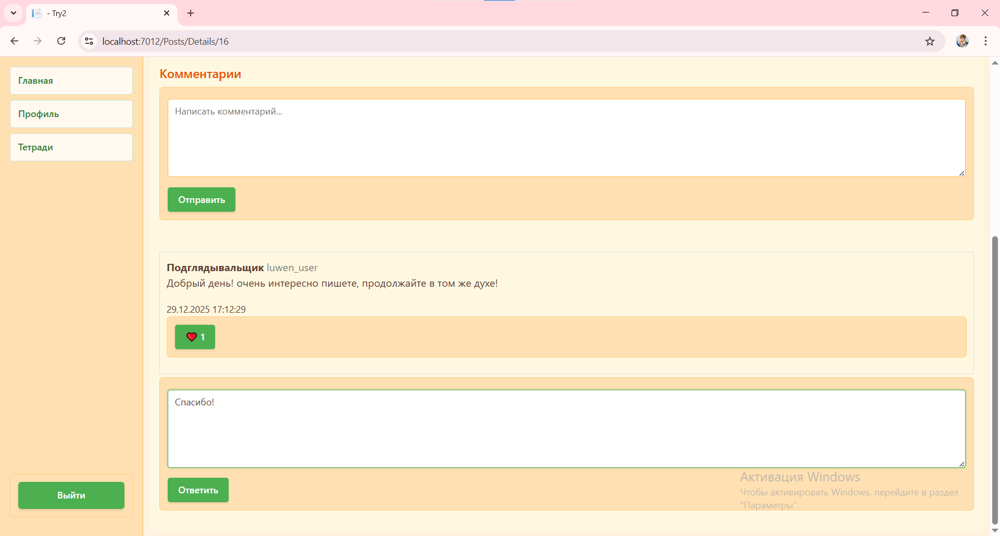 - Try2
localhost:7012/Posts/Details/16
Главная
Профиль
Тетради
Выйти
Комментарии
Написать комментарий...
Отправить
Подглядывальщик luwen_user
Добрый день! очень интересно пишете, продолжайте в том же духе!
29.12.2025 17:12:29
1
Спасибо!
Ответить
Активация Windows
Чтобы активировать Windows, перейдите в раздел
"Параметры".